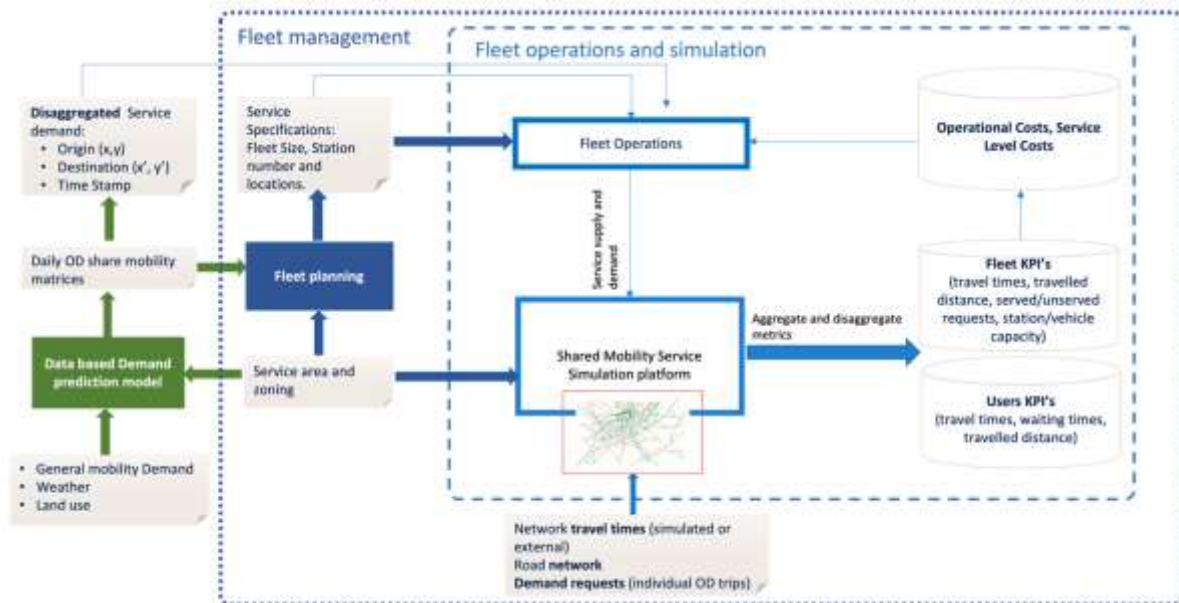 Fleet management
Fleet operations and simulation
Disaggregated Service
demand:
• Origin (x,y)
• Destination (x', y')
• Time Stamp
Service
Specifications:
Fleet Size, Station
number and
locations.
Fleet Operations
Operational Costs, Service
Level Costs
Daily OD share mobility
matrices
Fleet planning
Service supply and
demand
Fleet KPI's
(travel times, travelled
distance, served/unserved
requests, station/vehicle
capacity)
Aggregate and disaggregate
metrics
Data based Demand
prediction model
Service area and
zoning
Shared Mobility Service
Simulation platform
Users KPI's
(travel times, waiting times,
travelled distance)
• General mobility Demand
• Weather
• Land use
Network travel times (simulated or
external)
Road network
Demand requests (individual OD trips)